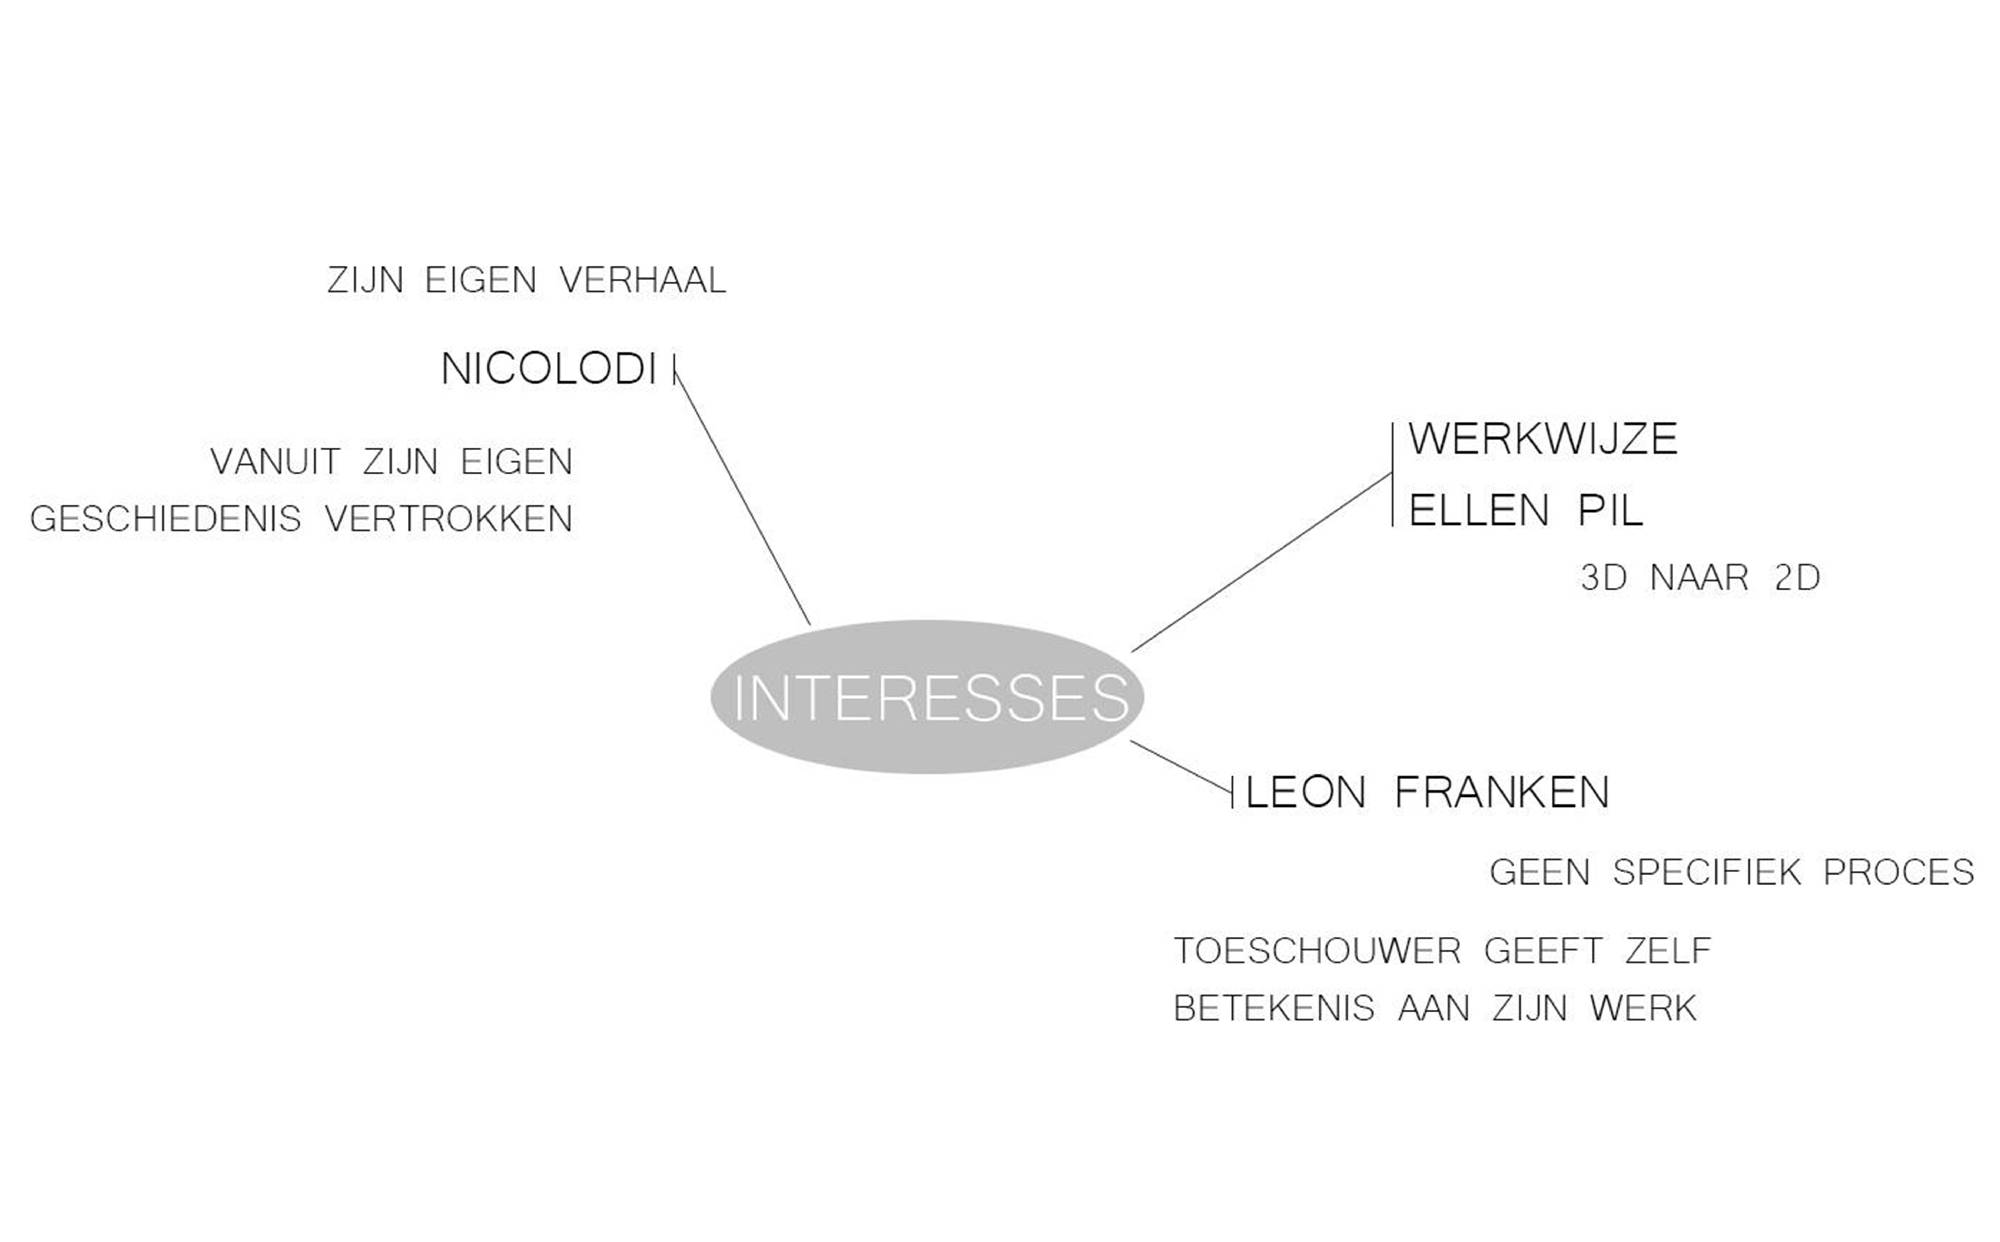 ZIJN EIGEN VERHAAL
NICOLODI
VANUIT ZIJN EIGEN
GESCHIEDENIS VERTROKKEN
WERKWIJZE
ELLEN PIL
3D NAAR 2D
INTERESSES
LEON FRANKEN
GEEN SPECIFIEK PROCES
TOESCHOUWER GEEFT ZELF
BETEKENIS AAN ZIJN WERK